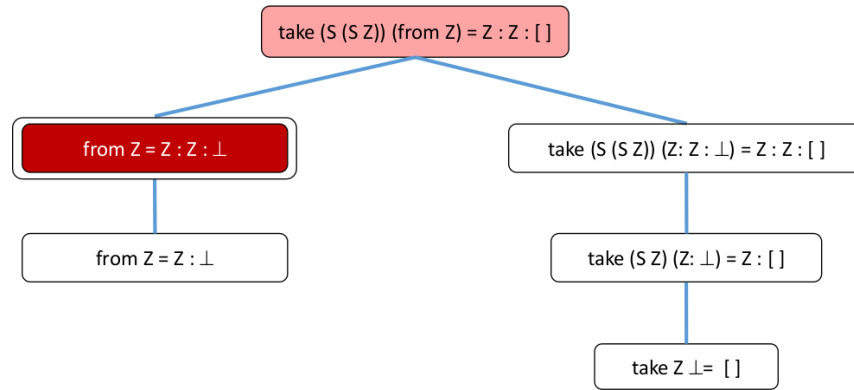 take (S (S Z)) (from Z) = Z : Z : [ ]
from Z = Z : Z : ⊥
take (S (S Z)) (Z: Z : ⊥) = Z : Z : [ ]
from Z = Z : ⊥
take (S Z) (Z: ⊥) = Z : [ ]
take Z ⊥= [ ]